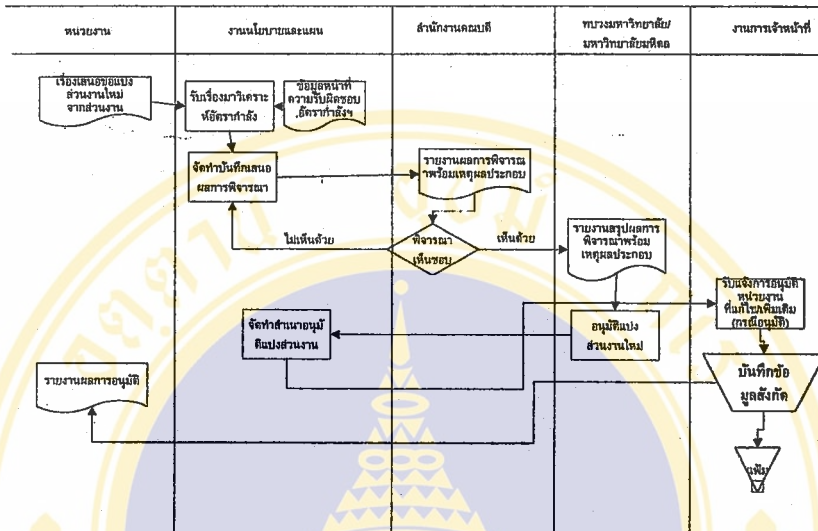 หน่วยงาน
งานนโยบายและแผน
สำนักงานคณบดี
ทบวงมหาวิทยาลัย/
มหาวิทยาลัยมหิดล
งานการเจ้าหน้าที่
เรื่องเสนอขอแบ่ง
ส่วนงานใหม่
จากส่วนงาน
รับเรื่องมาวิเคราะ
ห์อัตรากำลัง
ข้อมูลหน้าที่
ความรับผิดชอบ
,อัตรากำลังฯ
จัดทำบันทึกเสนอ
ผลการพิจารณา
รายงานผลการพิจารณ
าพร้อมเหตุผลประกอบ
ไม่เห็นด้วย
พิจารณา
เห็นชอบ
เห็นด้วย
รายงานสรุปผลการ
พิจารณาพร้อม
เหตุผลประกอบ
รับแจ้งการอนุมัติ
หน่วยงาน
ที่แก้ไข/เพิ่มเติม
(กรณีอนุมัติ)
จัดทำสำเนาอนุมั
ติแบ่งส่วนงาน
อนุมัติแบ่ง
ส่วนงานใหม่
รายงานผลการอนุมัติ
บันทึกข้อ
มูลสังกัด
แฟ้ม